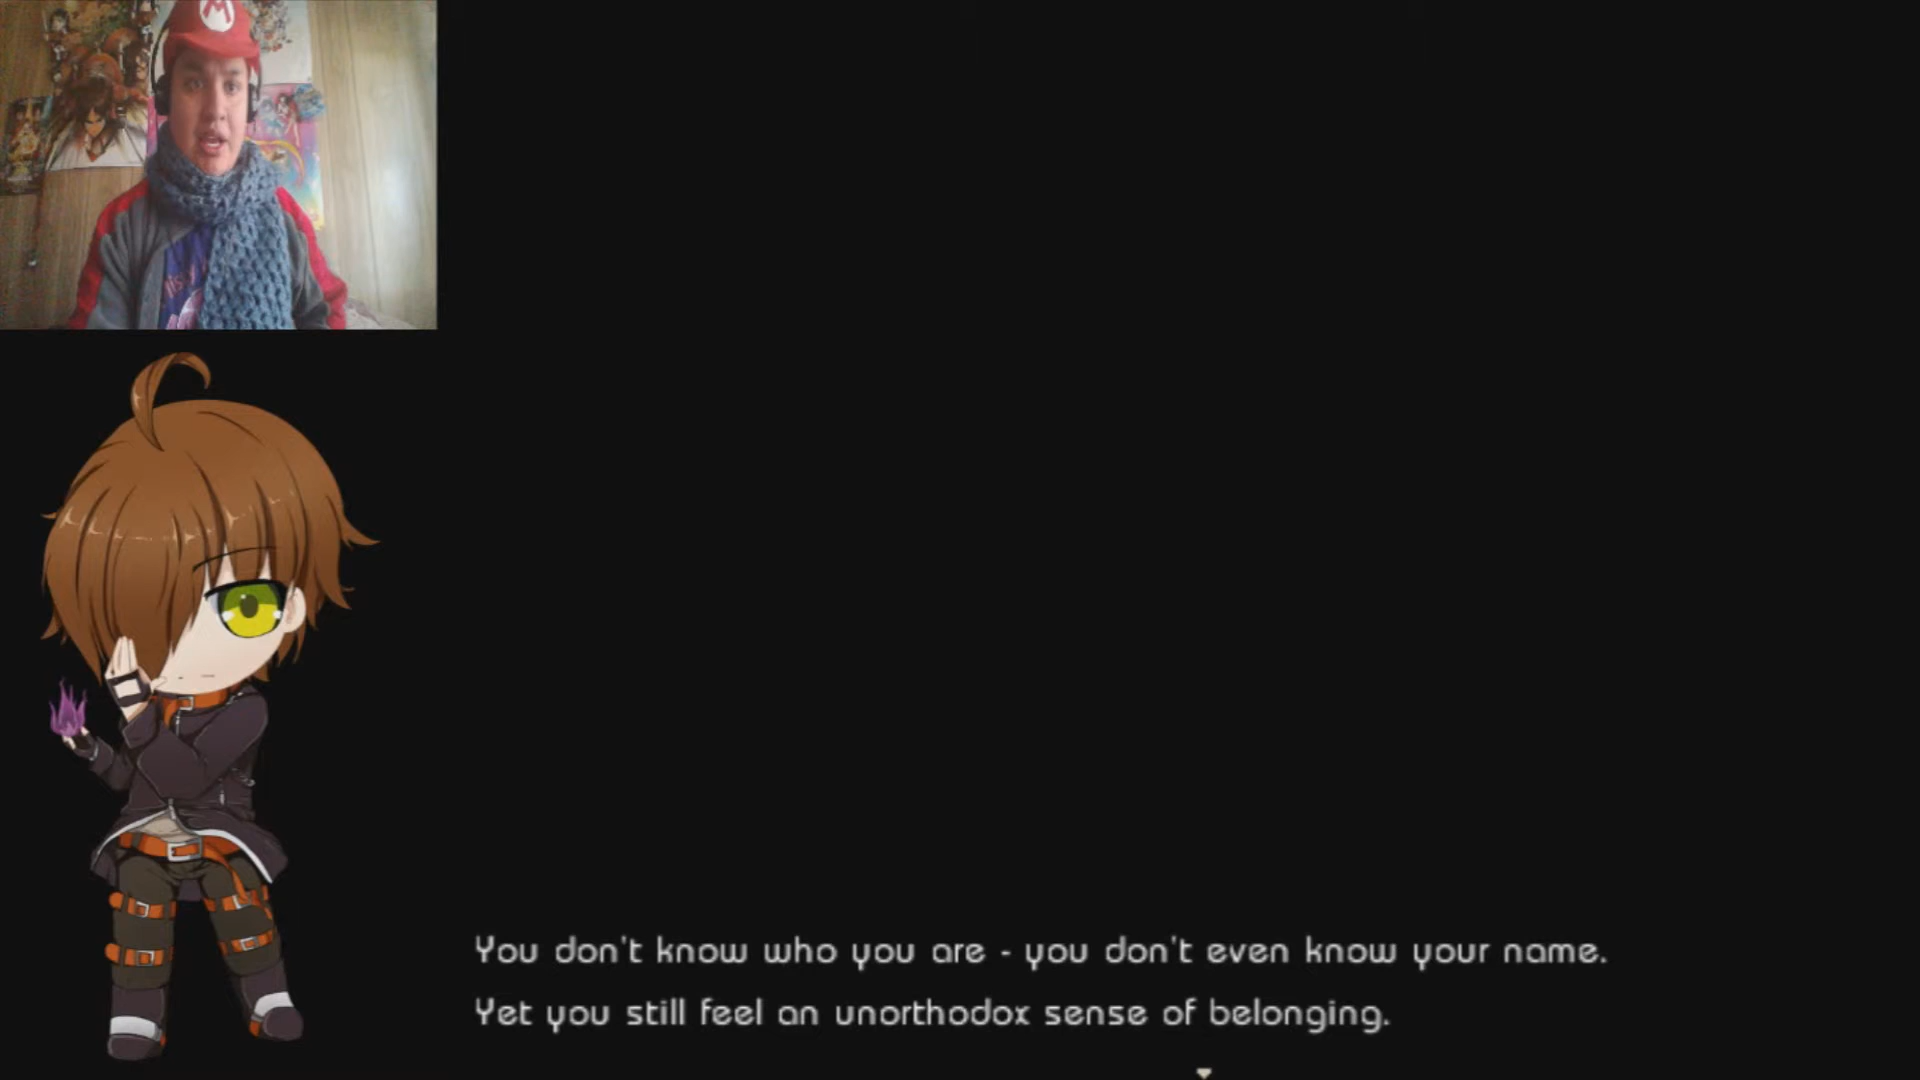 M
You don't know who you are - you don't even know your name.
Yet you still feel an unorthodox sense of belonging.